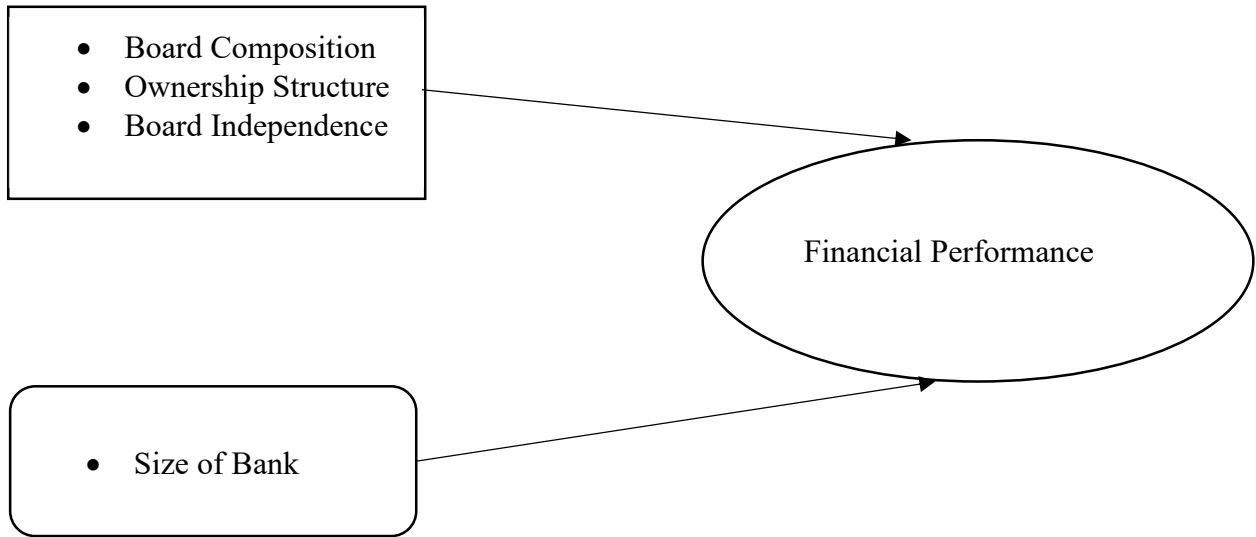 • Board Composition
• Ownership Structure
• Board Independence
Financial Performance
• Size of Bank